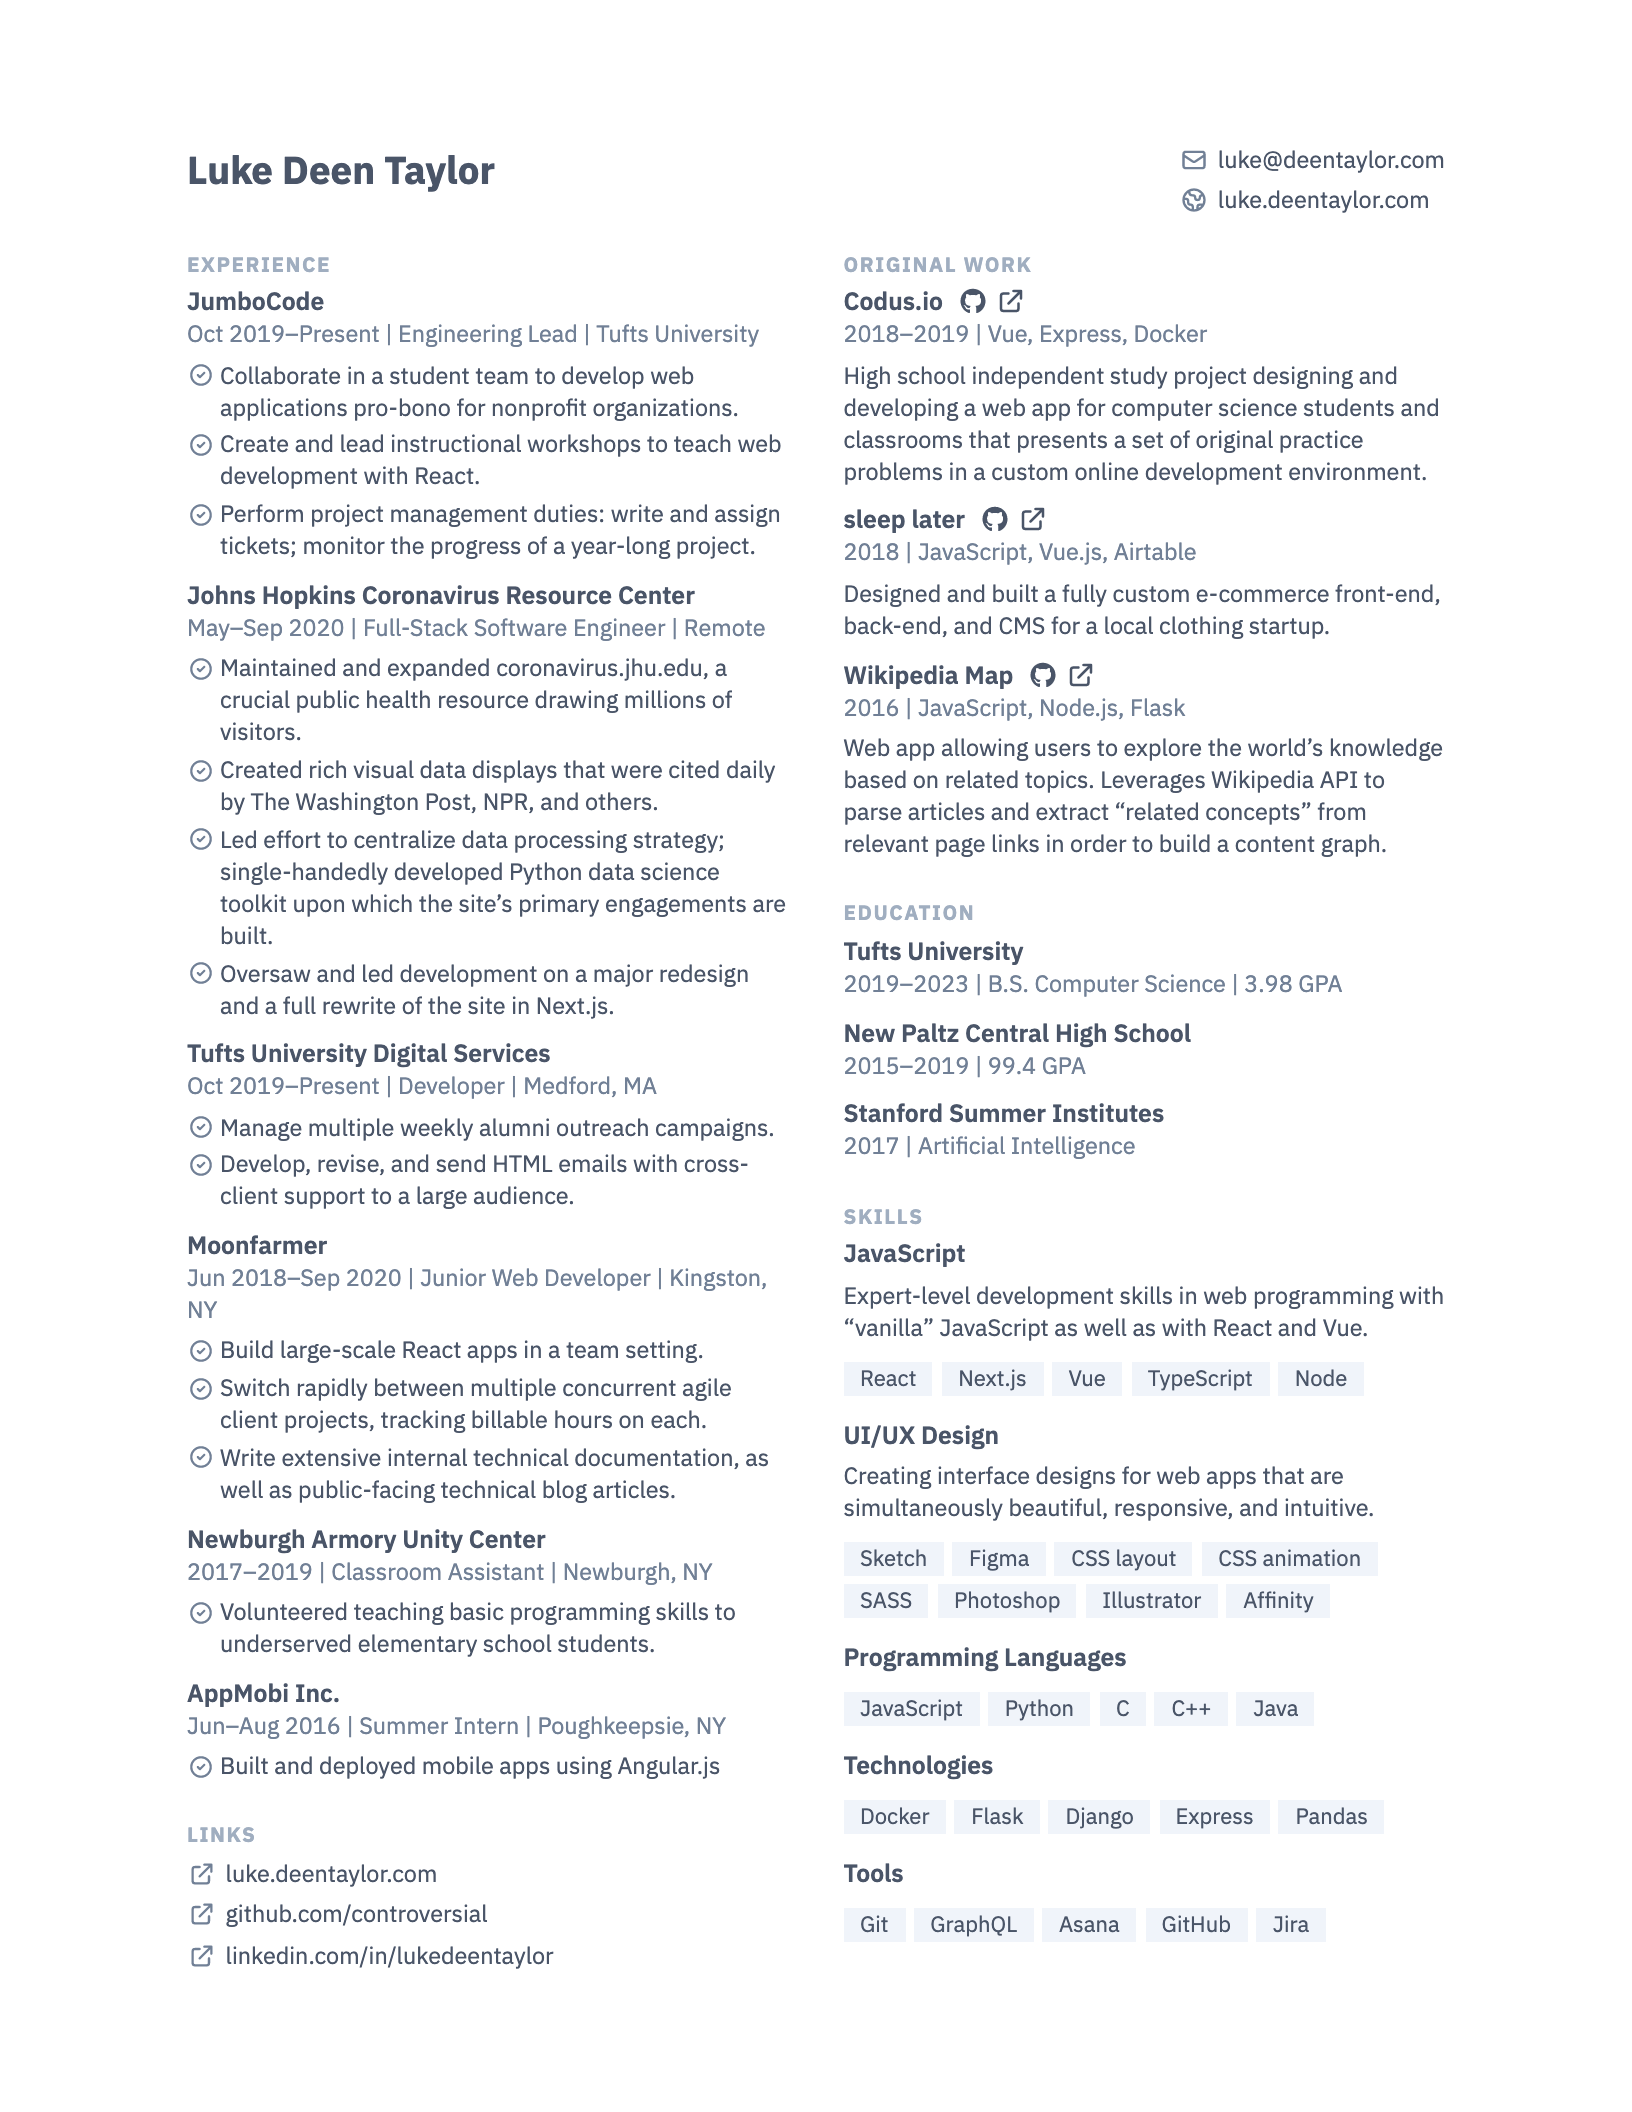 Luke Deen Taylor
luke@deentaylor.com
luke.deentaylor.com
EXPERIENCE
JumboCode
Oct 2019–Present | Engineering Lead | Tufts University
Collaborate in a student team to develop web
applications pro-bono for nonprofit organizations.
Create and lead instructional workshops to teach web
development with React.
Perform project management duties: write and assign
tickets; monitor the progress of a year-long project.
Johns Hopkins Coronavirus Resource Center
May–Sep 2020 | Full-Stack Software Engineer | Remote
Maintained and expanded coronavirus.jhu.edu, a
crucial public health resource drawing millions of
visitors.
Created rich visual data displays that were cited daily
by The Washington Post, NPR, and others.
Led effort to centralize data processing strategy;
single-handedly developed Python data science
toolkit upon which the site’s primary engagements are
built.
Oversaw and led development on a major redesign
and a full rewrite of the site in Next.js.
Tufts University Digital Services
Oct 2019–Present | Developer | Medford, MA
Manage multiple weekly alumni outreach campaigns.
Develop, revise, and send HTML emails with cross-
client support to a large audience.
Moonfarmer
Jun 2018–Sep 2020 | Junior Web Developer | Kingston,
NY
Build large-scale React apps in a team setting.
Switch rapidly between multiple concurrent agile
client projects, tracking billable hours on each.
Write extensive internal technical documentation, as
well as public-facing technical blog articles.
Newburgh Armory Unity Center
2017–2019 | Classroom Assistant | Newburgh, NY
Volunteered teaching basic programming skills to
underserved elementary school students.
AppMobi Inc.
Jun–Aug 2016 | Summer Intern | Poughkeepsie, NY
Built and deployed mobile apps using Angular.js
LINKS
luke.deentaylor.com
github.com/controversial
linkedin.com/in/lukedeentaylor
ORIGINAL WORK
Codus.io
2018–2019 | Vue, Express, Docker
High school independent study project designing and
developing a web app for computer science students and
classrooms that presents a set of original practice
problems in a custom online development environment.
sleep later
2018 | JavaScript, Vue.js, Airtable
Designed and built a fully custom e-commerce front-end,
back-end, and CMS for a local clothing startup.
Wikipedia Map
2016 | JavaScript, Node.js, Flask
Web app allowing users to explore the world’s knowledge
based on related topics. Leverages Wikipedia API to
parse articles and extract “related concepts” from
relevant page links in order to build a content graph.
EDUCATION
Tufts University
2019–2023 | B.S. Computer Science | 3.98 GPA
New Paltz Central High School
2015–2019 | 99.4 GPA
Stanford Summer Institutes
2017 | Artificial Intelligence
SKILLS
JavaScript
Expert-level development skills in web programming with
“vanilla” JavaScript as well as with React and Vue.
React Next.js Vue TypeScript Node
UI/UX Design
Creating interface designs for web apps that are
simultaneously beautiful, responsive, and intuitive.
Sketch Figma CSS layout CSS animation
SASS Photoshop Illustrator Affinity
Programming Languages
JavaScript Python C C++ Java
Technologies
Docker Flask Django Express Pandas
Tools
Git GraphQL Asana GitHub Jira